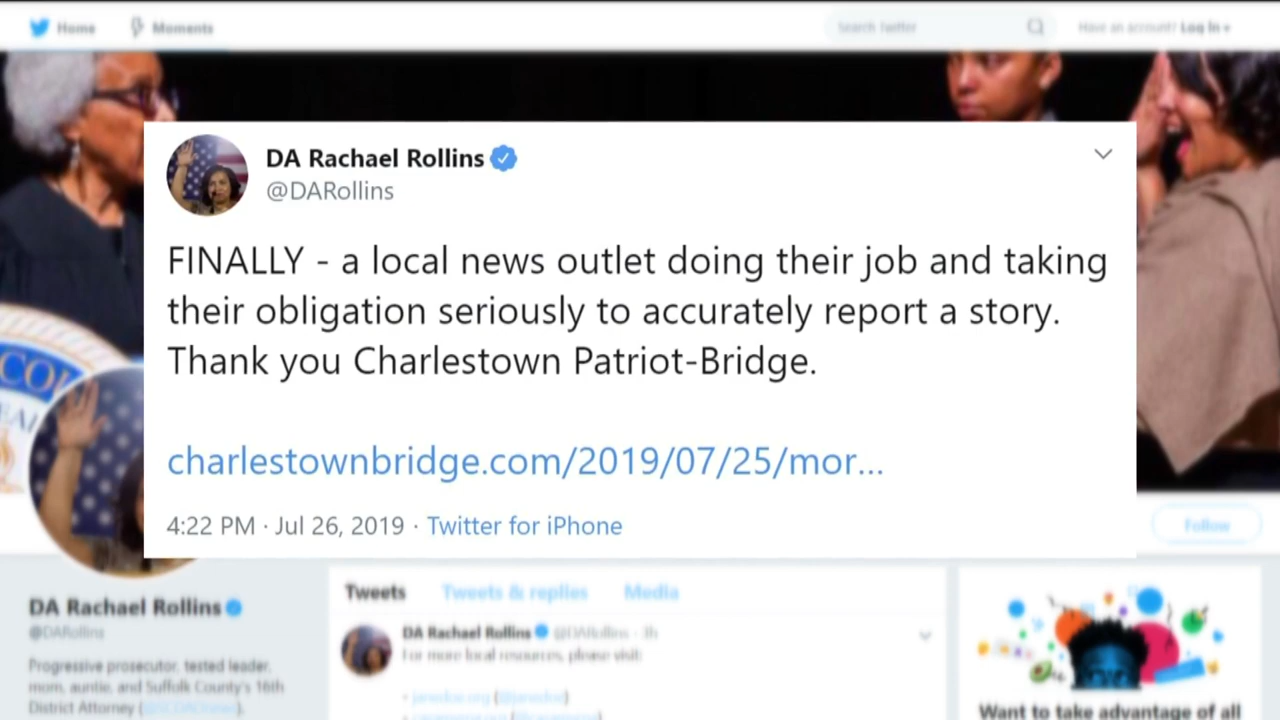 Home
Moments
Search Twitter
Have an account? Log In
DA Rachael Rollins
@DARollins
FINALLY - a local news outlet doing their job and taking
their obligation seriously to accurately report a story.
Thank you Charlestown Patriot-Bridge.
charlestownbridge.com/2019/07/25/mor...
4:22 PM · Jul 26, 2019 · Twitter for iPhone
Follow
DA Rachael Rollins
@DARollins
Progressive prosecutor, tested leader,
mom, auntie, and Suffolk County's 16th
District Attorney
Tweets
Tweets & replies
Media
DA Rachael Rollins @DARollins · 3h
For more local resources, please visit:
Want to take advantage of all